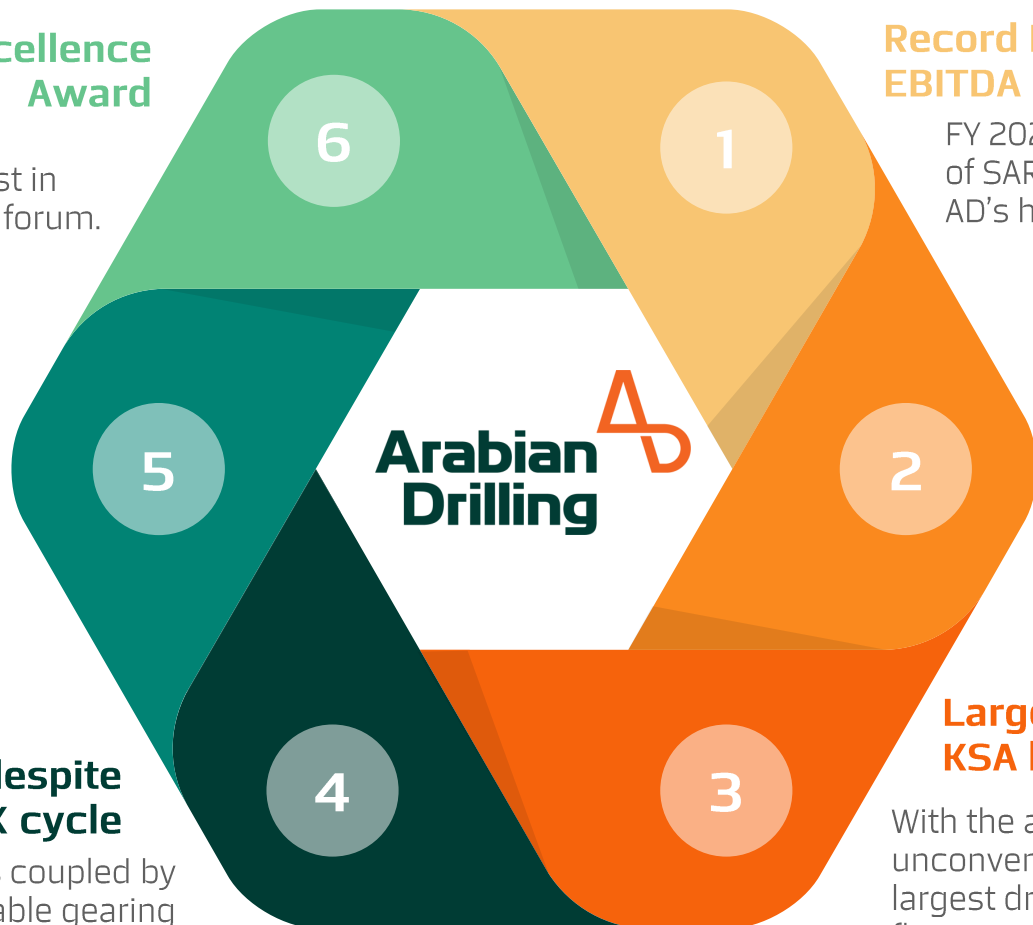 cellence
Award
st in
forum.
6
1
Record
EBITDA
FY 202
of SAR
AD's h
5
Arabian
Drilling
2
4
3
despite
X cycle
coupled by
able gearing
Large
KSA
With the a
unconver
largest dr